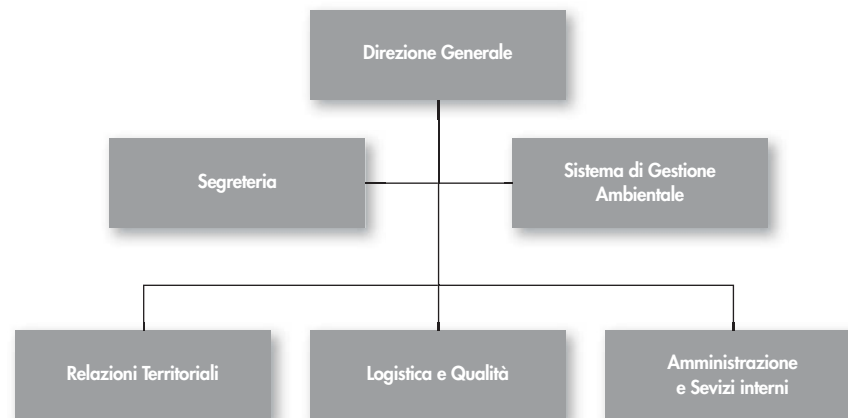 Direzione Generale
Segreteria
Sistema di Gestione
Ambientale
Relazioni Territoriali
Logistica e Qualità
Amministrazione
e Sevizi interni